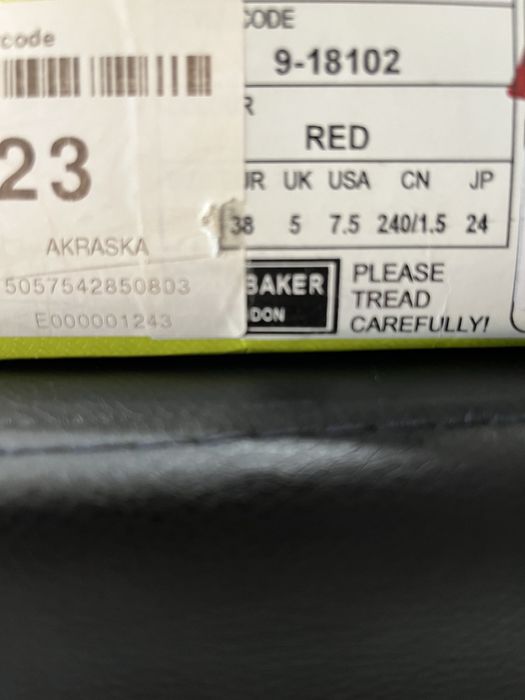 code
23
AKRASKA
5057542850803
E000001243
CODE
9-18102
R
RED
UR UK USA CN JP
38 5 7.5 240/1.5 24
BAKER
DON
PLEASE
TREAD
CAREFULLY!